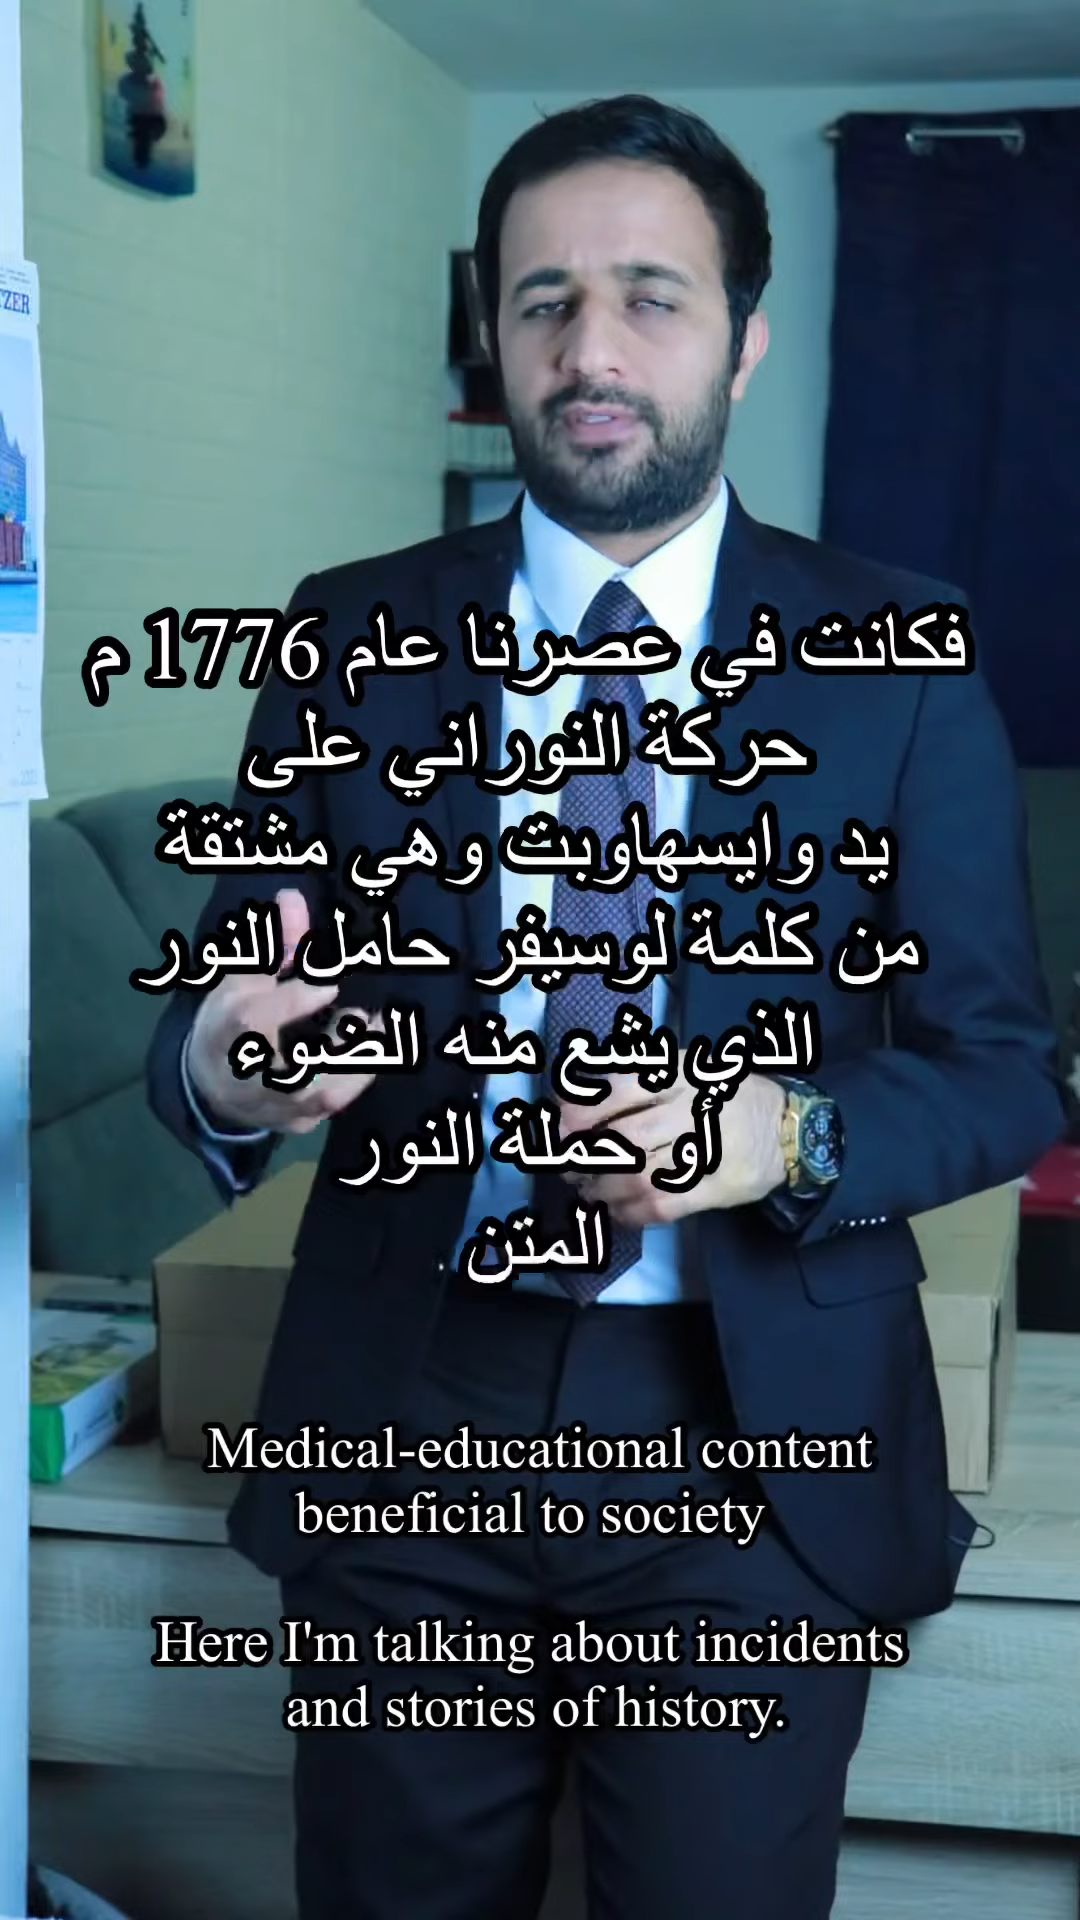 TZER
فكانت في عصرنا عام 1776 م
حركة النوراني على
يد وايسهاوبت وهي مشتقة
من كلمة لوسيفر حامل النور
الذي يشع منه الضوء
أو حملة النور
المتن
Medical-educational content
beneficial to society
Here I'm talking about incidents
and stories of history.